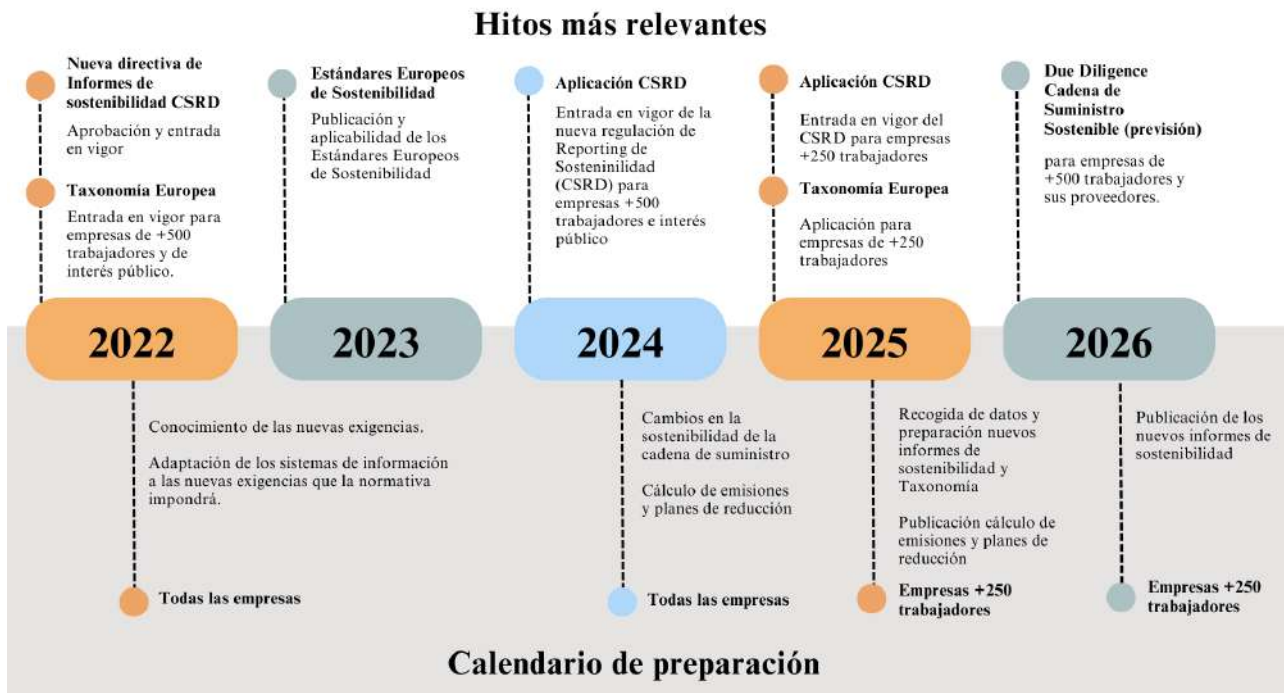 Hitos más relevantes
Nueva directiva de
Informes de
sostenibilidad CSRD
Aprobación y entrada
en vigor
Taxonomía Europea
Entrada en vigor para
empresas de +500
trabajadores y de
interés público.
Estándares Europeos
de Sostenibilidad
Publicación y
aplicabilidad de los
Estándares Europeos
de Sostenibilidad
Aplicación CSRD
Entrada en vigor de la
nueva regulación de
Reporting de
Sosteninilidad
(CSRD) para
empresas +500
trabajadores e interés
público
Aplicación CSRD
Entrada en vigor del
CSRD para empresas
+250 trabajadores
Taxonomía Europea
Aplicación para
empresas de +250
trabajadores
Due Diligence
Cadena de
Suministro
Sostenible (previsión)
para empresas de
+500 trabajadores y
sus proveedores.
2022
2023
2024
2025
2026
Conocimiento de las nuevas exigencias.
Adaptación de los sistemas de información
a las nuevas exigencias que la normativa
impondrá.
Todas las empresas
Cambios en la
sostenibilidad de la
cadena de suministro
Cálculo de emisiones
y planes de reducción
Todas las empresas
Recogida de datos y
preparación nuevos
informes de
sostenibilidad y
Taxonomía
Publicación cálculo de
emisiones y planes de
reducción
Empresas +250
trabajadores
Publicación de los
nuevos informes de
sostenibilidad
Empresas +250
trabajadores
Calendario de preparación